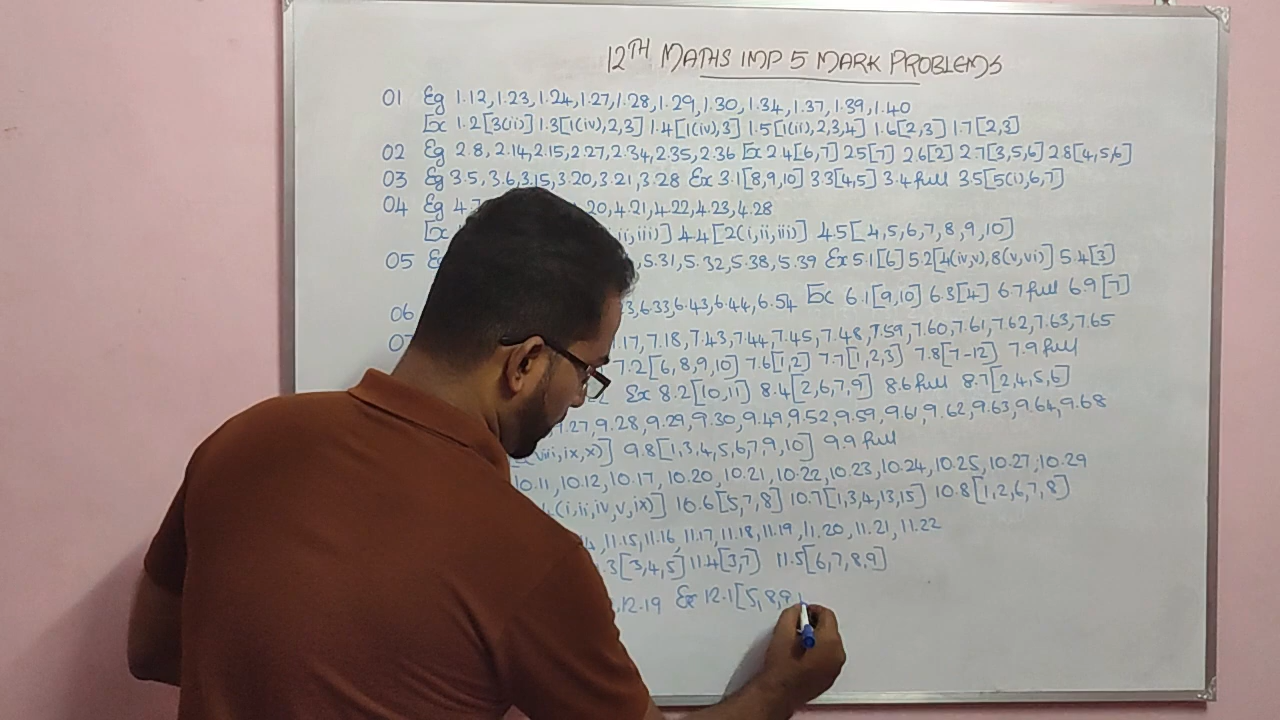 12TH MATHS IMP 5 MARK PROBLEMS
01 Eg 1.12,1.23,1.24,1.27,1.28,1.29,1.30,1.34,1.37,1.39,1.40
Ex 1.2[3(ii)] 1.3[1(iv),2,3] 1.4[1(iv),3] 1.5[1(ii),2,3,4] 1.6[2,3] 1.7[2,3]
02 Eg 2.8, 2.14,2.15,2.27,2.34,2.35,2.36 Ex 2.4[6,7] 2.5[7] 2.6[2] 2.7[3,5,6] 2.8[4,5,6]
03 Eg 3.5, 3.6,3.15,3.20,3.21,3.28 Ex 3.1[8,9,10] 3.3[4,5] 3.4 full 3.5[5(i),6,7]
04 Eg 20,4.21,4.22,4.23,4.28
Ex ii,iii)] 4.4[2(i,ii,iii)] 4.5[4,5,6,7,8,9,10]
05 ,5.31,5.32,5.38,5.39 Ex 5.1[6] 5.2[4(iv,v),8(v,vi)] 5.4[3]
06 3,6.33,6.43,6.44,6.54 Ex 6.1[9,10] 6.3[4] 6.7 full 6.9[7]
07 .17,7.18,7.43,7.44,7.45,7.48,7.59,7.60,7.61,7.62,7.63,7.65
7.2[6,8,9,10] 7.6[1,2] 7.7[1,2,3] 7.8[7-12] 7.9 full
Ex 8.2[10,11] 8.4[2,6,7,9] 8.6 full 8.7[2,4,5,6]
.27,9.28,9.29,9.30,9.49,9.52,9.59,9.61,9.62,9.63,9.64,9.68
viii,ix,x)] 9.8[1,3,4,5,6,7,9,10] 9.9 full
10.11,10.12,10.17,10.20,10.21,10.22,10.23,10.24,10.25,10.27,10.29
(i,ii,iv,v,ix)] 10.6[5,7,8] 10.7[1,3,4,13,15] 10.8[1,2,6,7,8]
,11.15,11.16 11.17,11.18,11.19,11.20,11.21,11.22
.3[3,4,5] 11.4[3,7] 11.5[6,7,8,9]
,12.19 Ex 12.1[5,8,9,